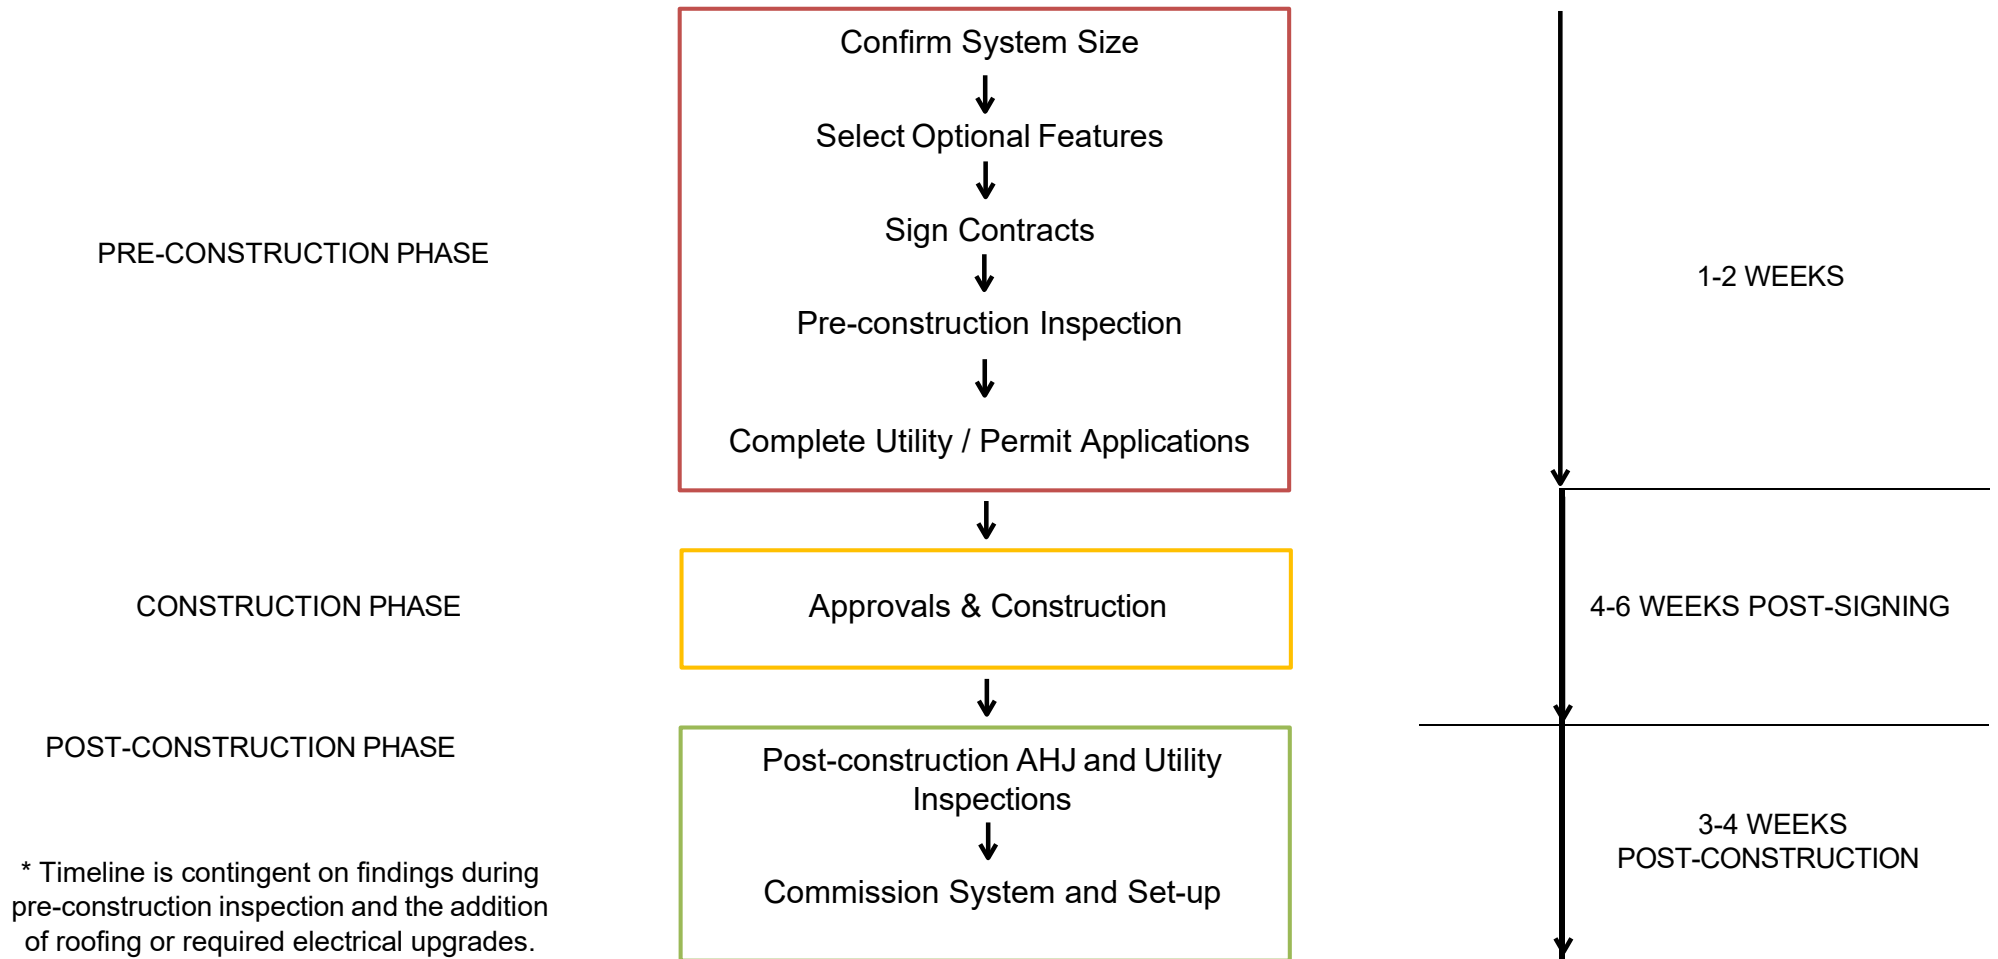 Confirm System Size
Select Optional Features
Sign Contracts
PRE-CONSTRUCTION PHASE
1-2 WEEKS
Pre-construction Inspection
Complete Utility / Permit Applications
CONSTRUCTION PHASE
Approvals & Construction
4-6 WEEKS POST-SIGNING
POST-CONSTRUCTION PHASE
Post-construction AHJ and Utility
Inspections
3-4 WEEKS
POST-CONSTRUCTION
Commission System and Set-up
* Timeline is contingent on findings during
pre-construction inspection and the addition
of roofing or required electrical upgrades.